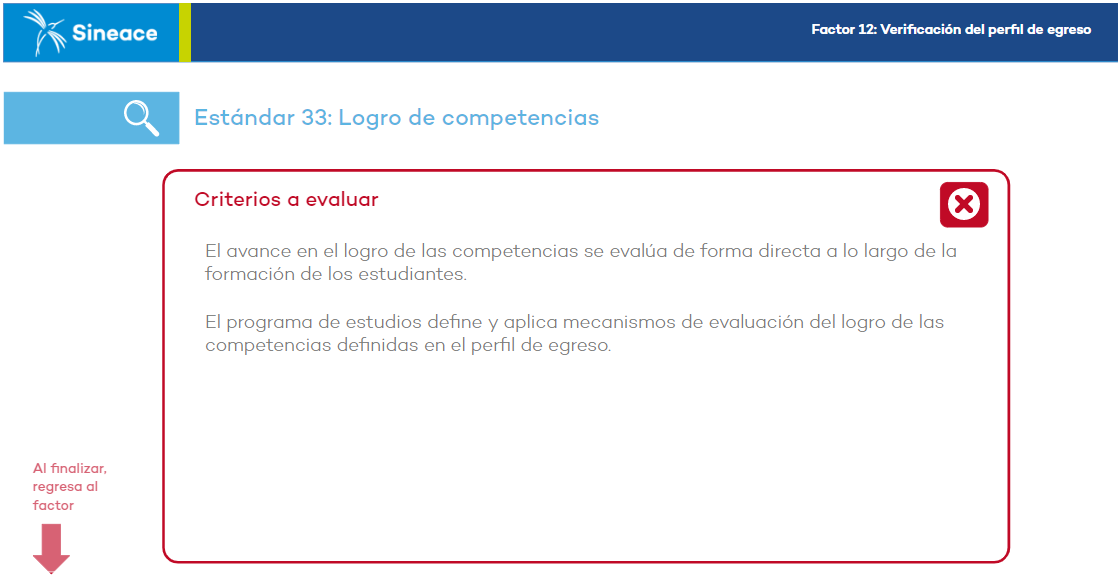 Sineace
Factor 12: Verificación del perfil de egreso
Estándar 33: Logro de competencias
Criterios a evaluar
El avance en el logro de las competencias se evalúa de forma directa a lo largo de la
formación de los estudiantes.
El programa de estudios define y aplica mecanismos de evaluación del logro de las
competencias definidas en el perfil de egreso.
Al finalizar,
regresa al
factor